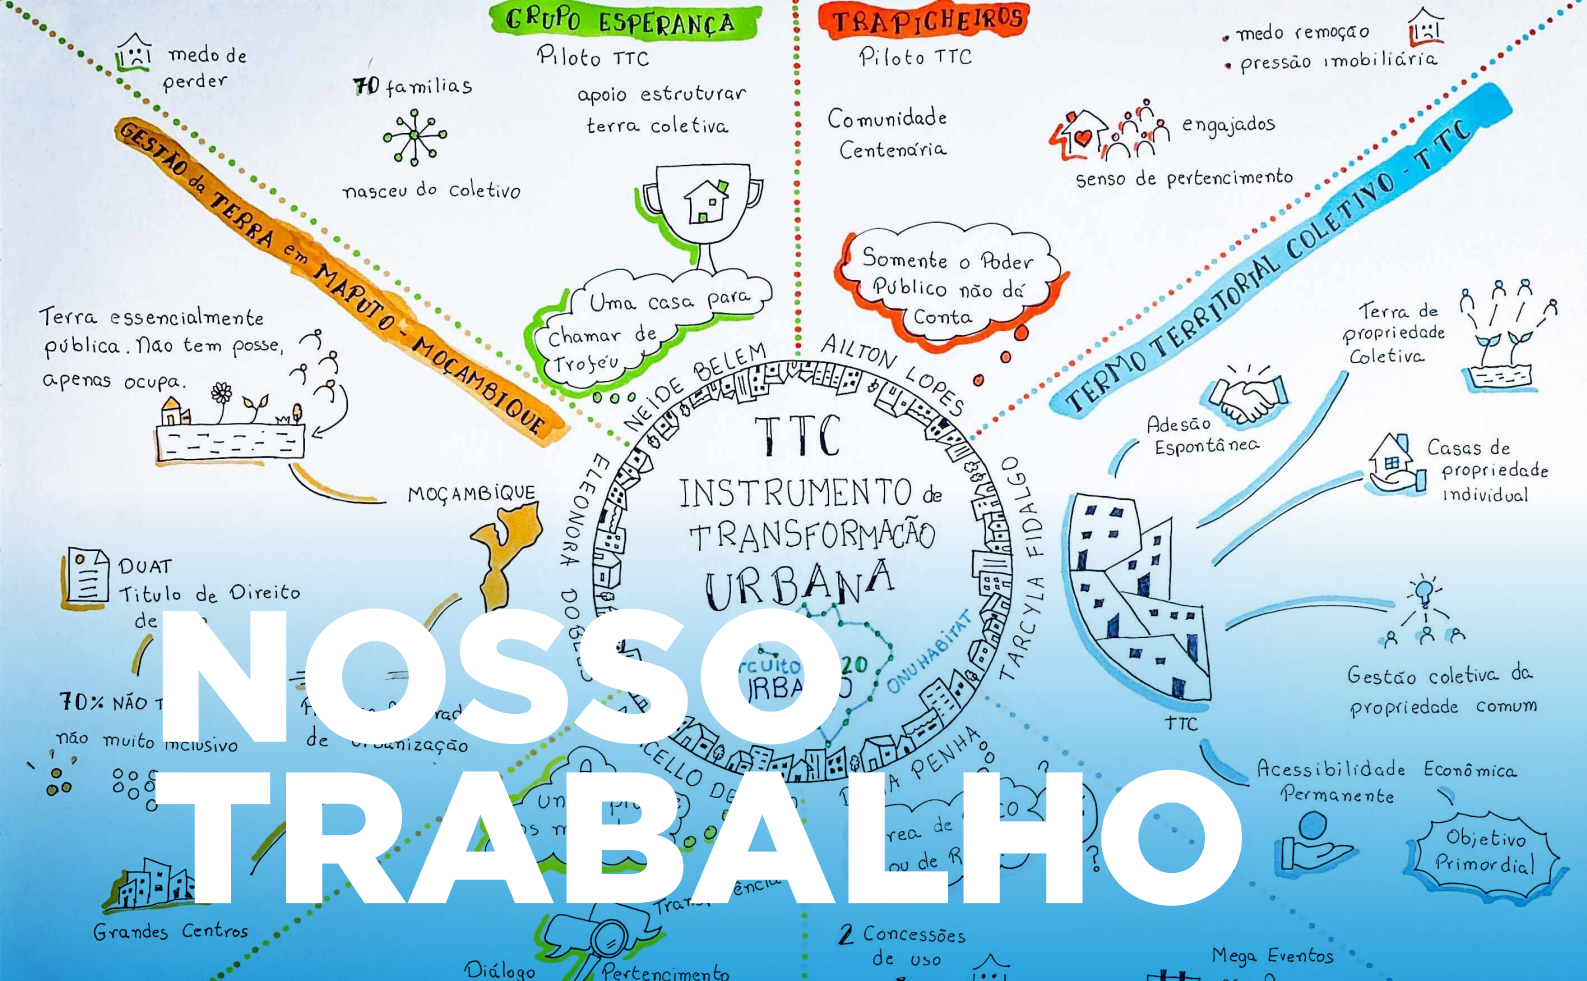 GRUPO ESPERANÇA
Piloto TTC
medo de
perder
70 famílias
nasceu do coletivo
apoio estruturar
terra coletiva
Uma casa para
Chamar de
Troféu
TRAPICHEIROS
Piloto TTC
Comunidade
Centenária
• medo remoção
• pressão imobiliária
engajados
senso de pertencimento
Somente o Poder
Público não dá
Conta
GESTÃO da TERRA em MAPUTO - MOÇAMBIQUE
Terra essencialmente
pública. Não tem posse,
apenas ocupa.
MOÇAMBIQUE
DUAT
Titulo de Direito
de
70% NÃO
não muito inclusivo
de urbanização
Grandes Centros
TERMO TERRITORIAL COLETIVO - TTC
Adesão
Espontânea
Terra de
propriedade
Coletiva
Casas de
propriedade
individual
Gestão coletiva da
propriedade comum
TTC
Acessibilidade Econômica
Permanente
Objetivo
Primordial
NEIDE BELEM
AILTON LOPES
TARCYLA FIDALGO
PENHA
ELEONORA
TTC
INSTRUMENTO de
TRANSFORMAÇÃO
URBANA
20
ONUHABITAT
NOSSO
TRABALHO
Diálogo
Pertencimento
2 Concessões
de uso
Mega Eventos